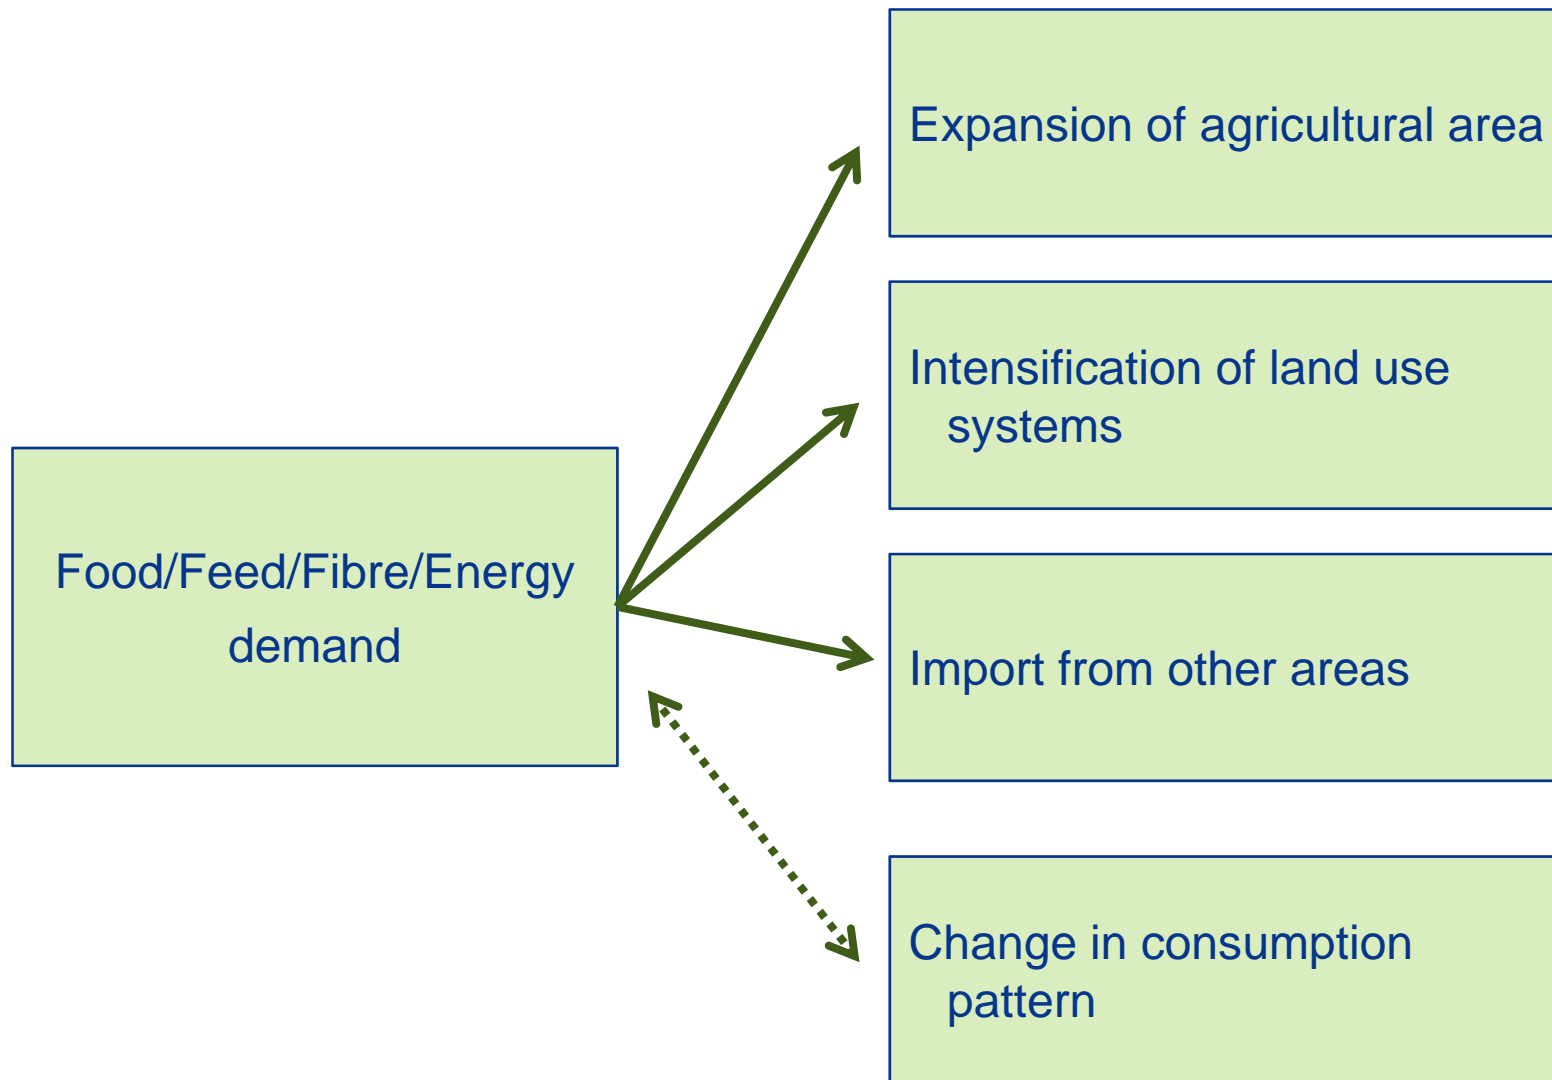 Expansion of agricultural area
Intensification of land use
systems
Food/Feed/Fibre/Energy
demand
Import from other areas
Change in consumption
pattern